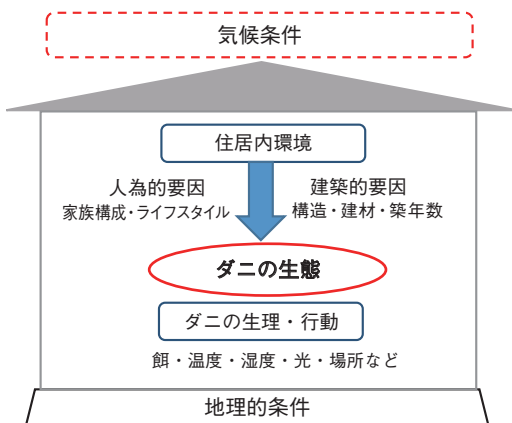 気候条件
住居内環境
人為的要因
家族構成・ライフスタイル
建築的要因
構造・建材・築年数
ダニの生態
ダニの生理・行動
餌・温度・湿度・光・場所など
地理的条件